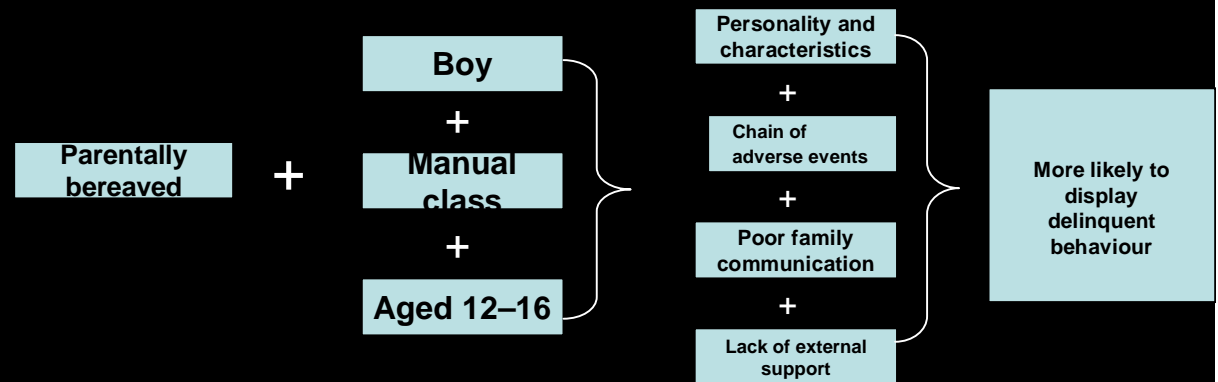 Parentally
bereaved
+
Boy
+
Manual
class
+
Aged 12–16
Personality and
characteristics
+
Chain of
adverse events
+
Poor family
communication
+
Lack of external
support
More likely to
display
delinquent
behaviour